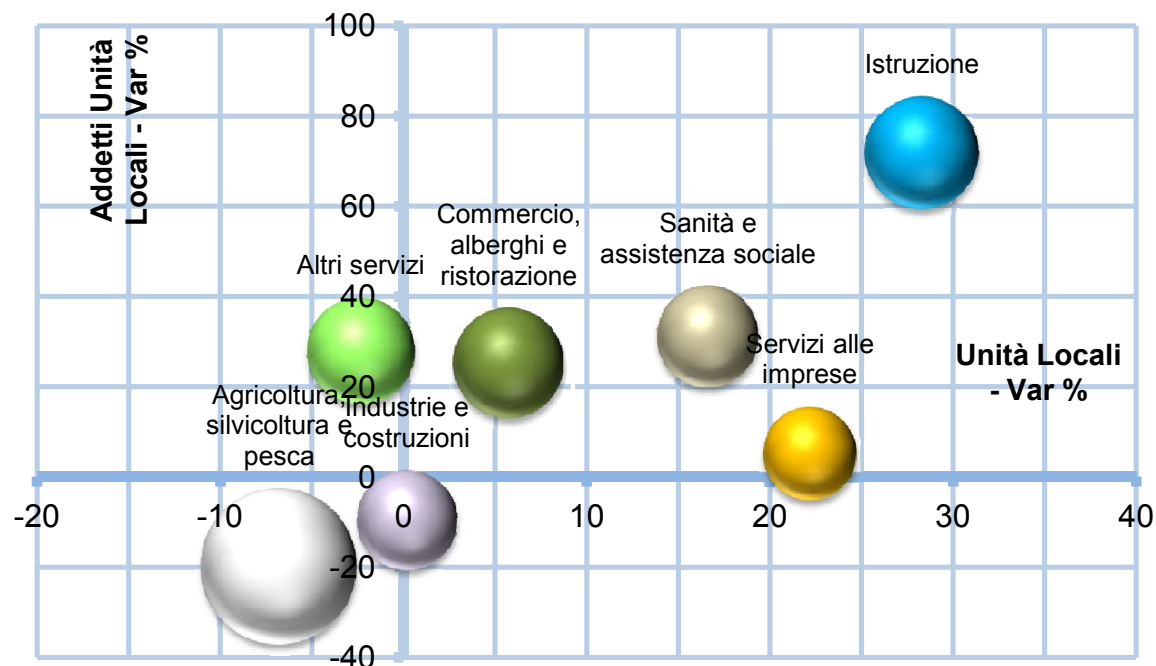 100
80
60
40
20
0
-20
-40
-20
-10
0
10
20
30
40
Addetti Unità
Locali - Var %
Istruzione
Commercio,
alberghi e
ristorazione
Sanità e
assistenza sociale
Altri servizi
Servizi alle
imprese
Unità Locali
- Var %
Agricoltura,
silvicoltura e
pesca
Industrie e
costruzioni